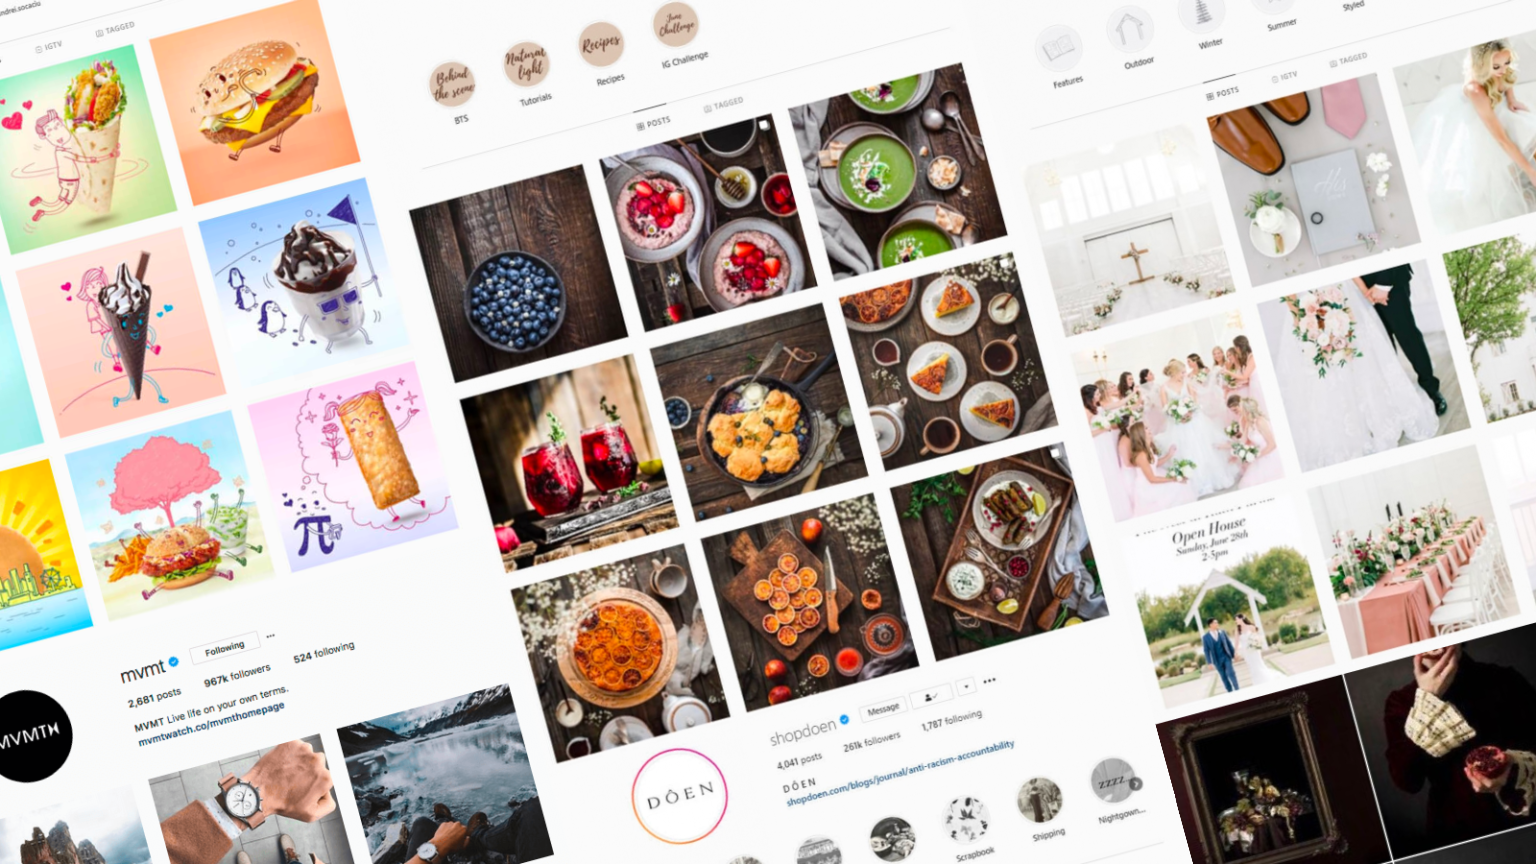 ndrei.socaciu
IGTV
TAGGED
mvmt
Following
2,681 posts
967k followers
524 following
MVMT Live life on your own terms.
mvmtwatch.co/mvmthomepage
MVMT
Behind
the scene
BTS
Natural
light
Tutorials
Recipes
Recipes
June
Challenge
IG Challenge
POSTS
TAGGED
shopdoen
Message
4,041 posts
261k followers
1,787 following
DÔEN
shopdoen.com/blogs/journal/anti-racism-accountability
DÔEN
Scrapbook
Shipping
ZZZZ
Nightgown...
Features
Outdoor
Winter
Summer
Styled
POSTS
IGTV
TAGGED
Open House
Sunday, June 28th
2-5pm